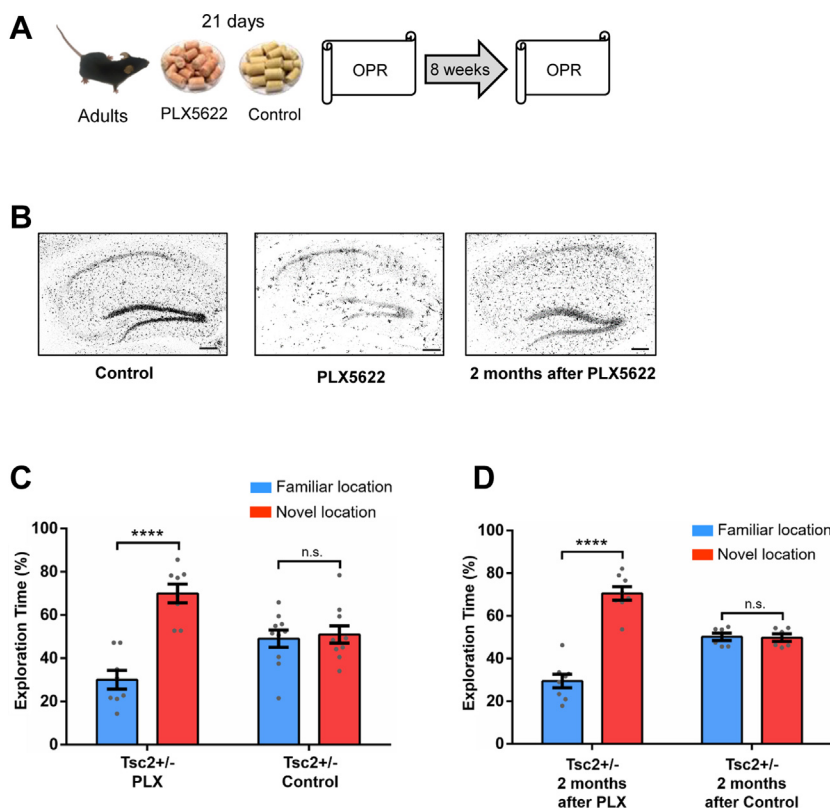 A
21 days
Adults
PLX5622
Control
OPR
8 weeks
OPR
B
Control
PLX5622
2 months after PLX5622
C
Familiar location
Novel location
Exploration Time (%)
100
80
60
40
20
0
****
n.s.
Tsc2+/-
PLX
Tsc2+/-
Control
D
Familiar location
Novel location
Exploration Time (%)
100
80
60
40
20
0
****
n.s.
Tsc2+/-
2 months
after PLX
Tsc2+/-
2 months
after Control